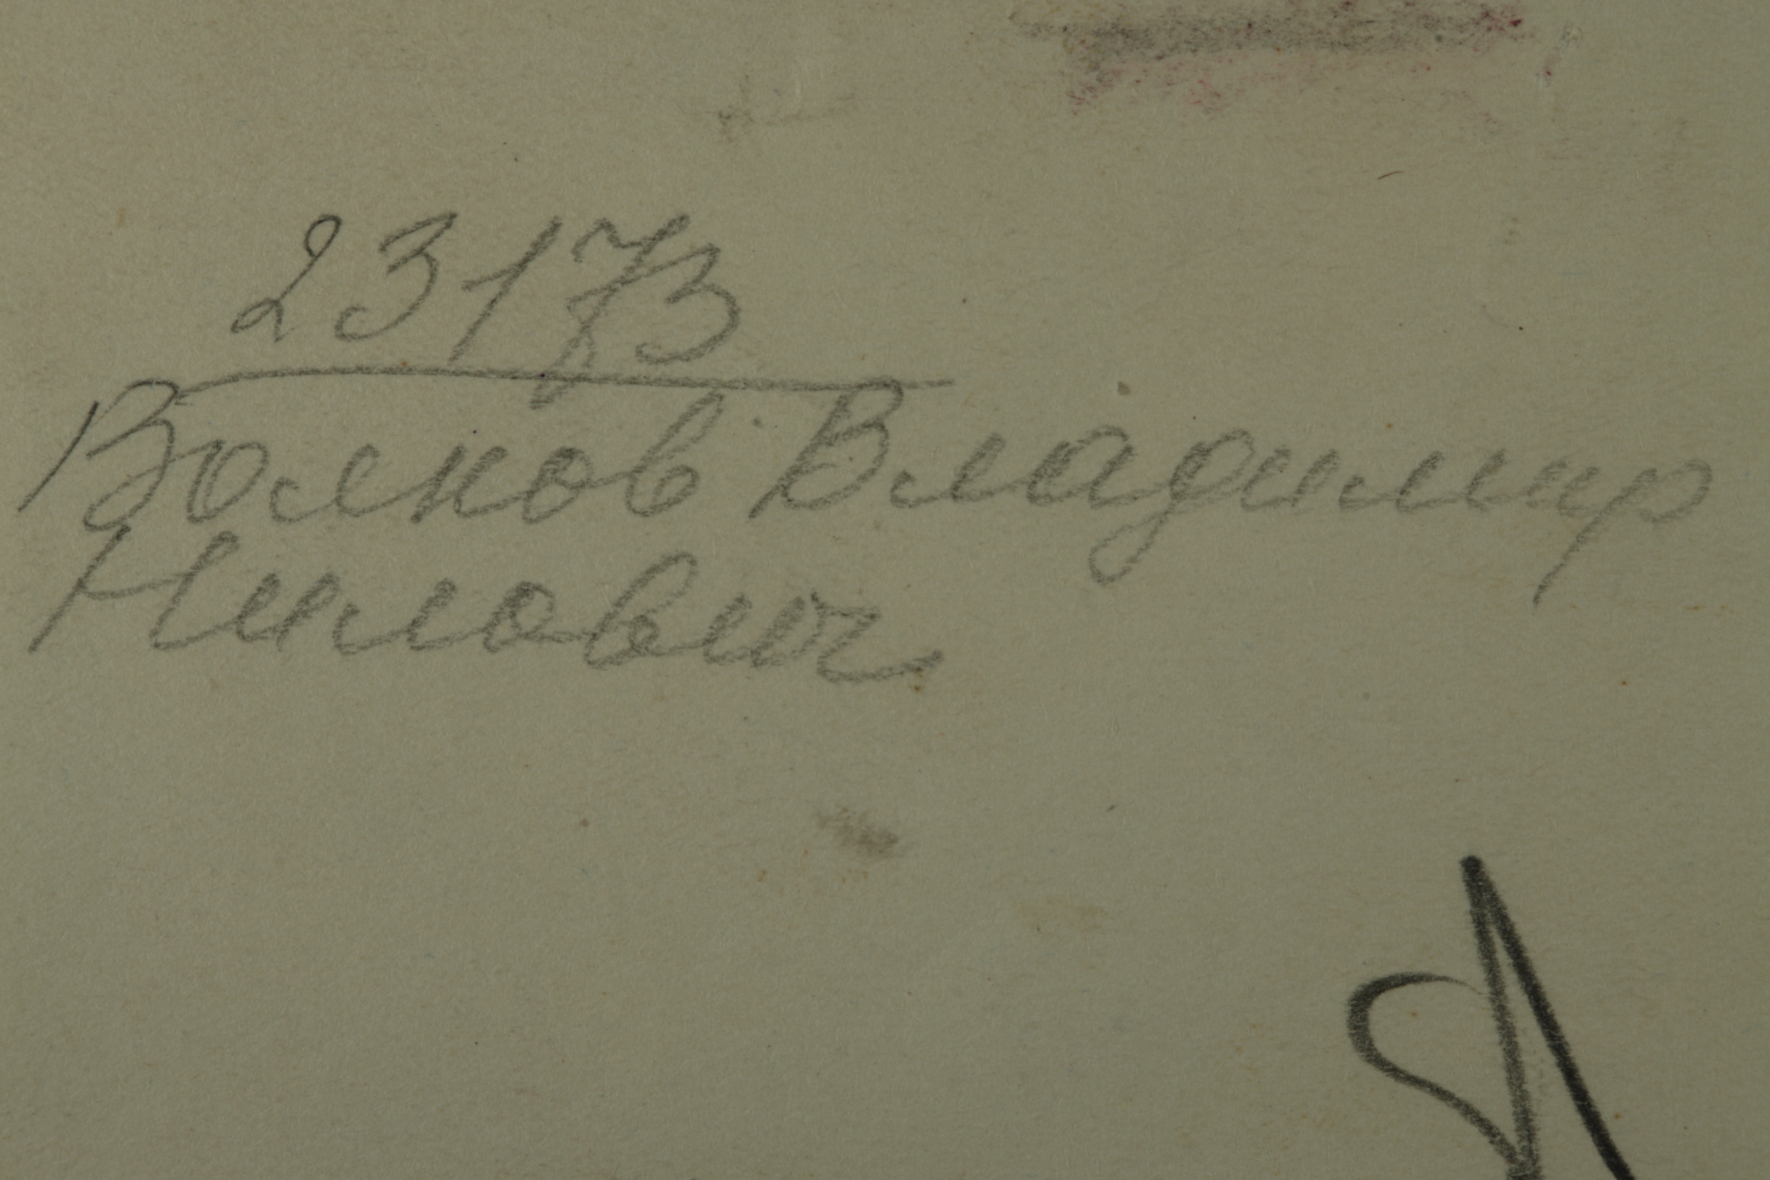 23173
Волков Владимир
Нилович